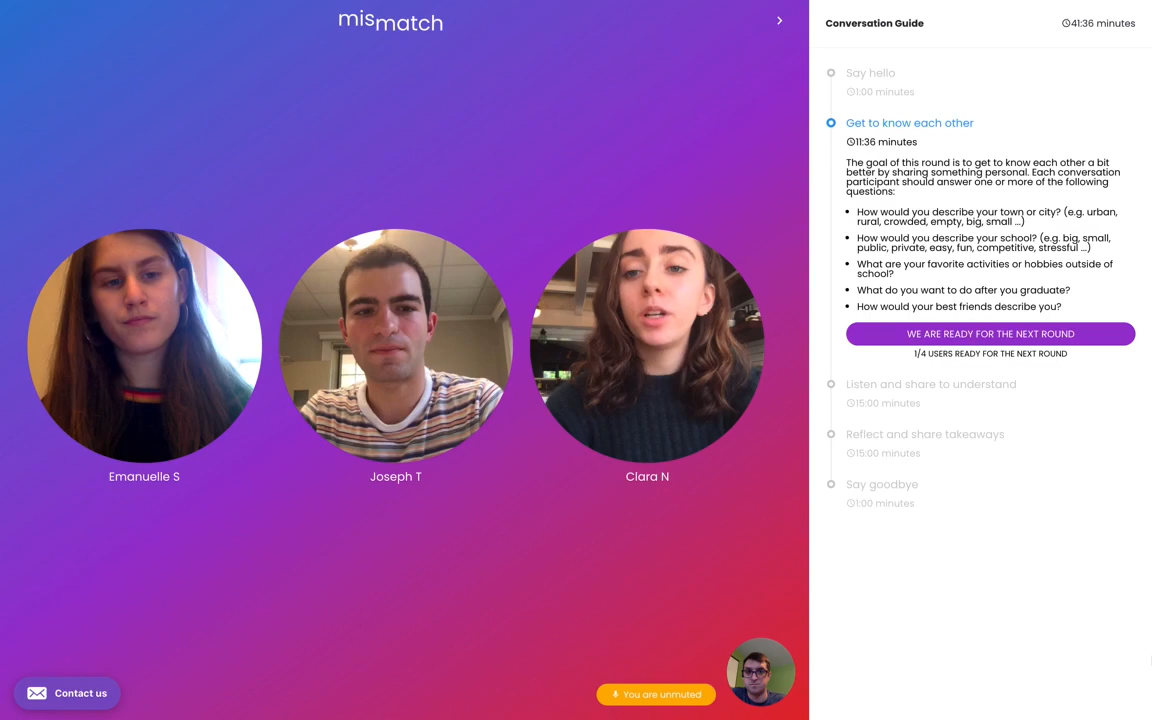 mismatch
Emanuelle S
Joseph T
Clara N
Contact us
You are unmuted
Conversation Guide
41:36 minutes
Say hello
1:00 minutes
Get to know each other
11:36 minutes
The goal of this round is to get to know each other a bit
better by sharing something personal. Each conversation
participant should answer one or more of the following
questions:
• How would you describe your town or city? (e.g. urban,
rural, crowded, empty, big, small ...)
• How would you describe your school? (e.g. big, small,
public, private, easy, fun, competitive, stressful ...)
• What are your favorite activities or hobbies outside of
school?
• What do you want to do after you graduate?
• How would your best friends describe you?
WE ARE READY FOR THE NEXT ROUND
1/4 USERS READY FOR THE NEXT ROUND
Listen and share to understand
15:00 minutes
Reflect and share takeaways
15:00 minutes
Say goodbye
1:00 minutes